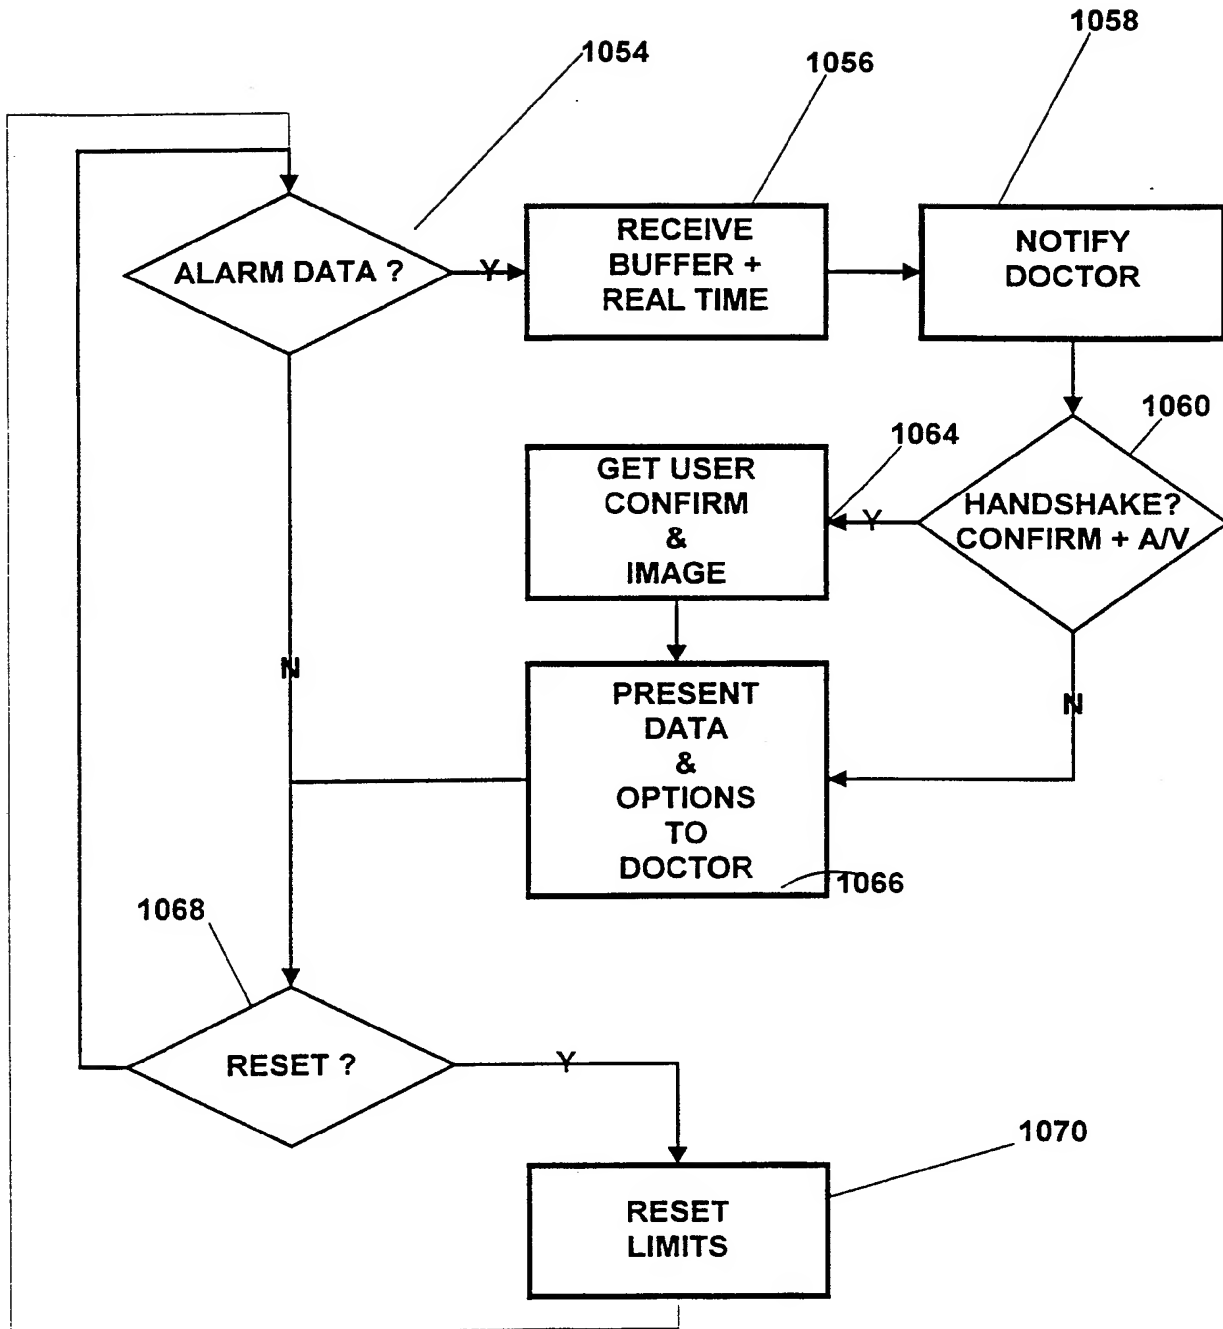 1054
1056
1058
ALARM DATA ?
Y
RECEIVE
BUFFER +
REAL TIME
NOTIFY
DOCTOR
1060
1064
GET USER
CONFIRM
&
IMAGE
Y
HANDSHAKE?
CONFIRM + A/V
N
N
PRESENT
DATA
&
OPTIONS
TO
DOCTOR
1066
1068
RESET ?
Y
1070
RESET
LIMITS